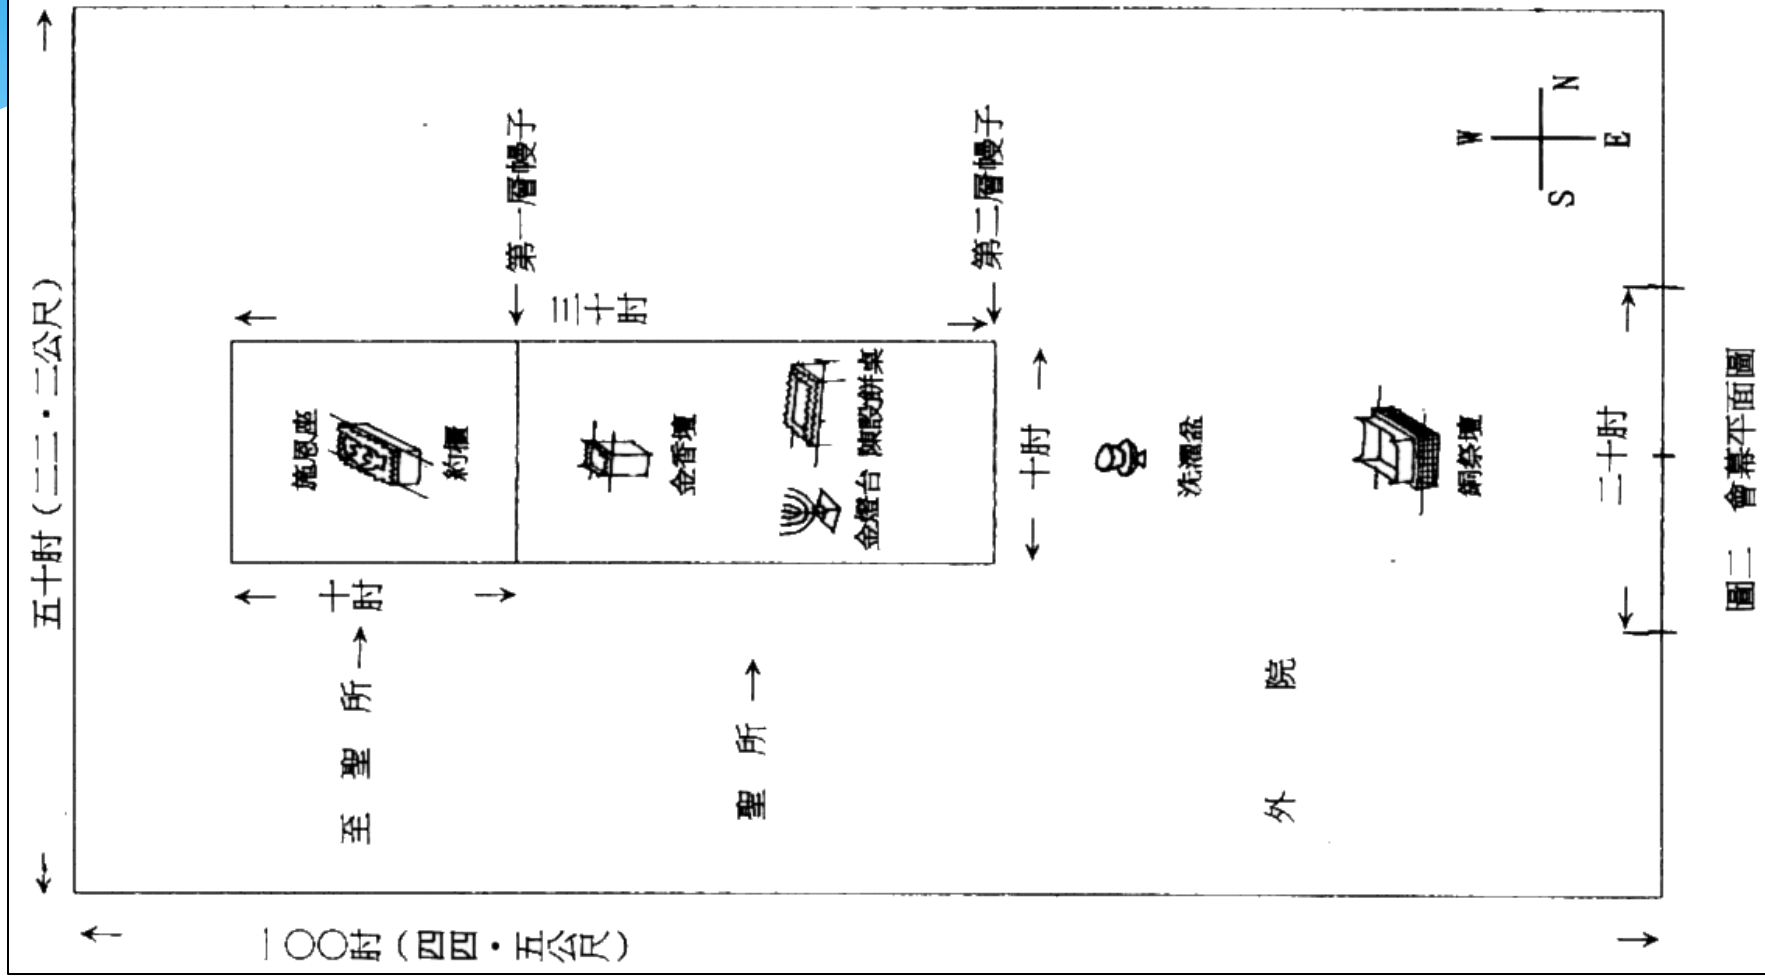 五十肘（二二・二公尺）
一〇〇肘（四四・五公尺）
第一層幔子
第二層幔子
三十肘
施恩座
約櫃
金香壇
金燈台 陳設餅桌
十肘
十肘
洗濯盆
銅祭壇
二十肘
至聖所
聖所
外院
N
W
E
S
圖二 會幕平面圖